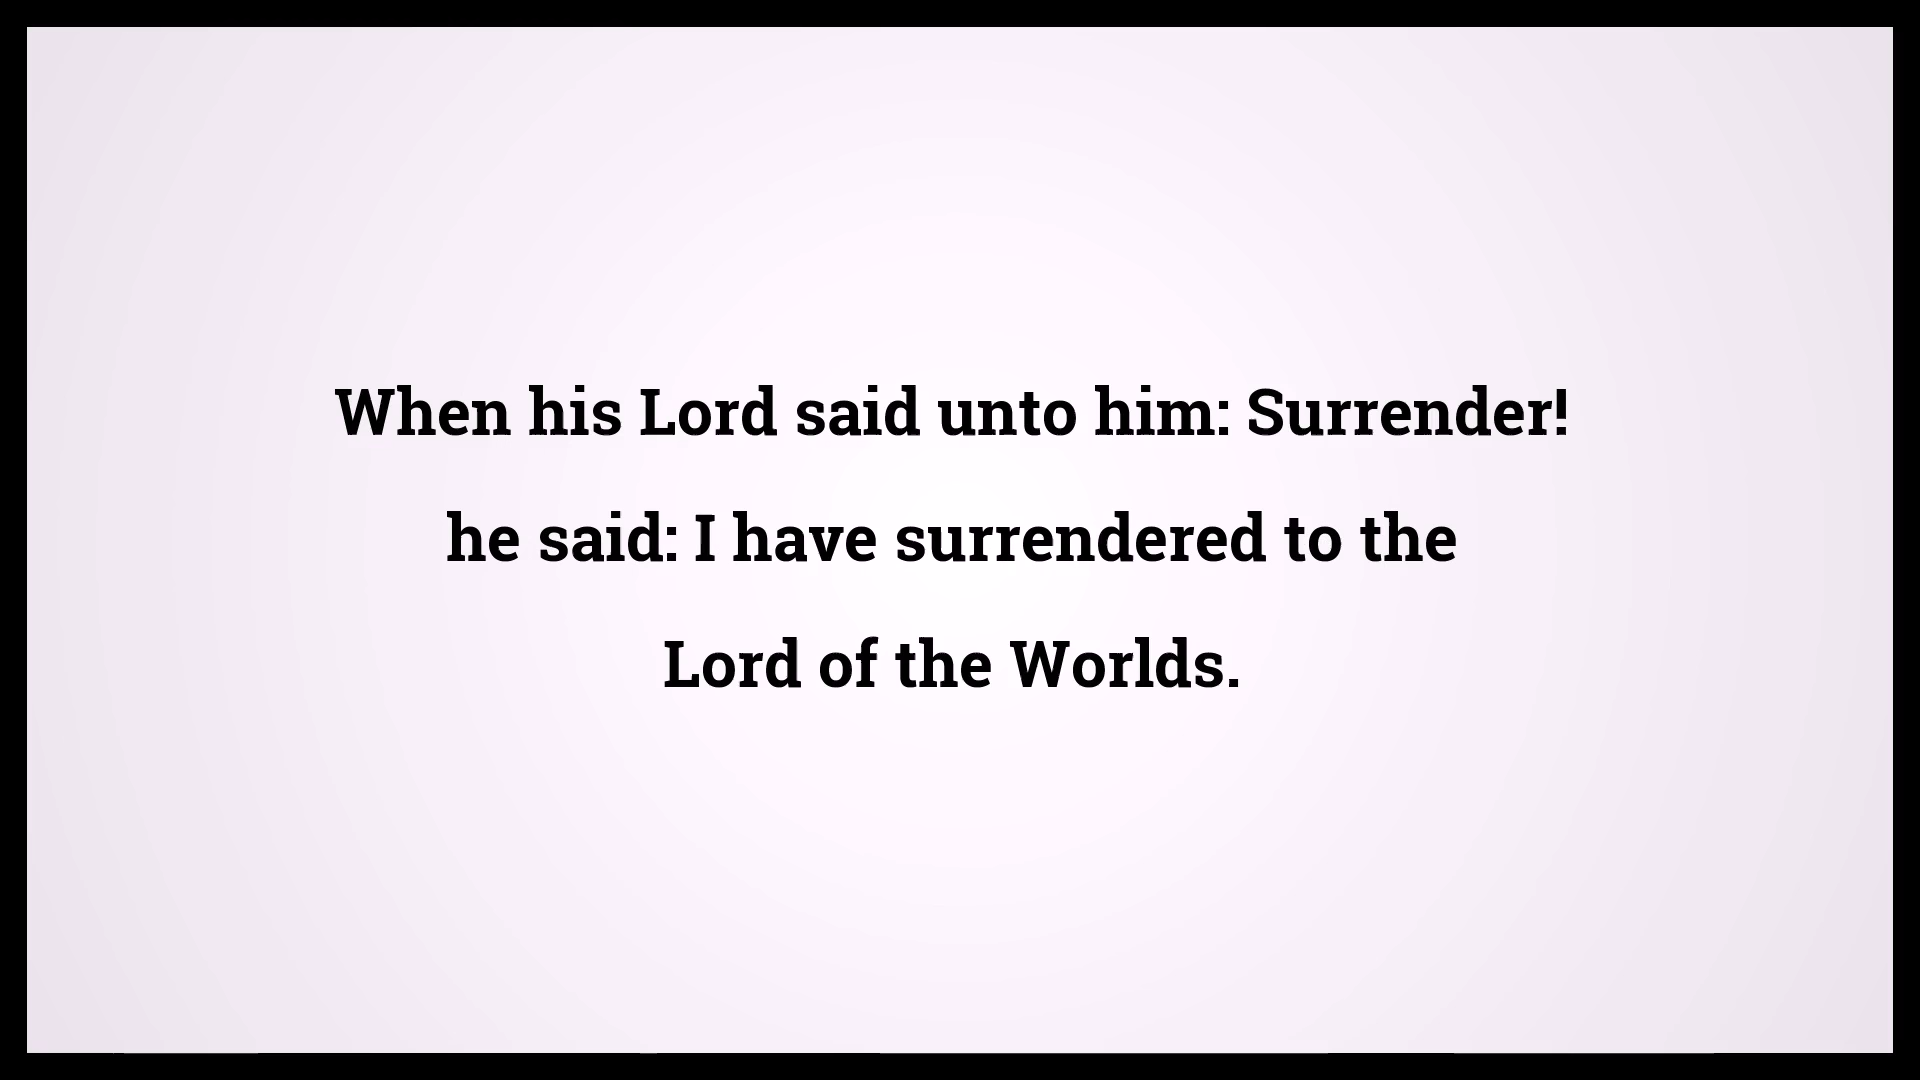 When his Lord said unto him: Surrender!
he said: I have surrendered to the
Lord of the Worlds.